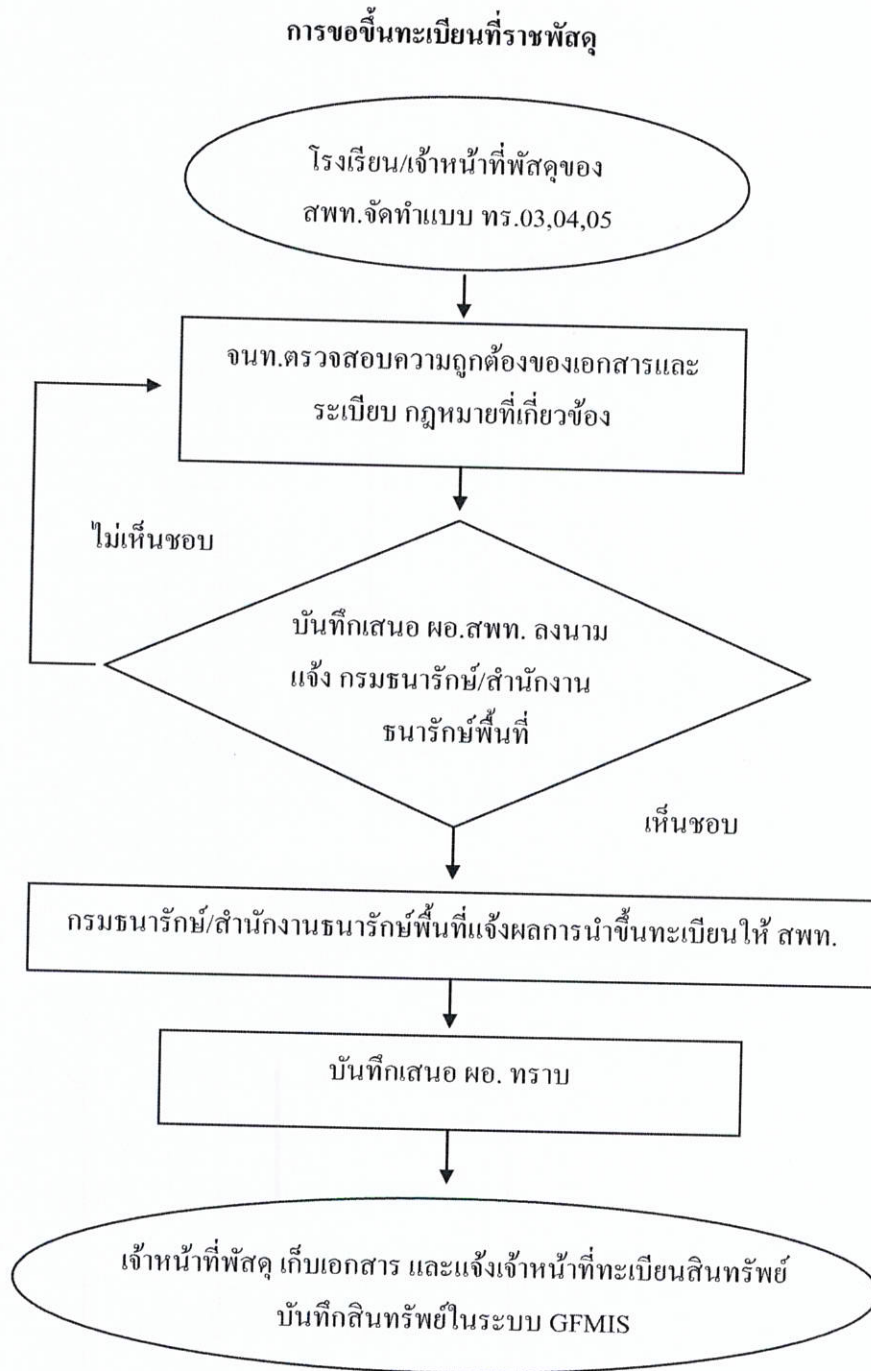 การขอขึ้นทะเบียนที่ราชพัสดุ
โรงเรียน/เจ้าหน้าที่พัสดุของ
สพท.จัดทำแบบ ทร.03,04,05
จนท.ตรวจสอบความถูกต้องของเอกสารและ
ระเบียบ กฎหมายที่เกี่ยวข้อง
ไม่เห็นชอบ
บันทึกเสนอ ผอ.สพท. ลงนาม
แจ้ง กรมธนารักษ์/สำนักงาน
ธนารักษ์พื้นที่
เห็นชอบ
กรมธนารักษ์/สำนักงานธนารักษ์พื้นที่แจ้งผลการนำขึ้นทะเบียนให้ สพท.
บันทึกเสนอ ผอ. ทราบ
เจ้าหน้าที่พัสดุ เก็บเอกสาร และแจ้งเจ้าหน้าที่ทะเบียนสินทรัพย์
บันทึกสินทรัพย์ในระบบ GFMIS